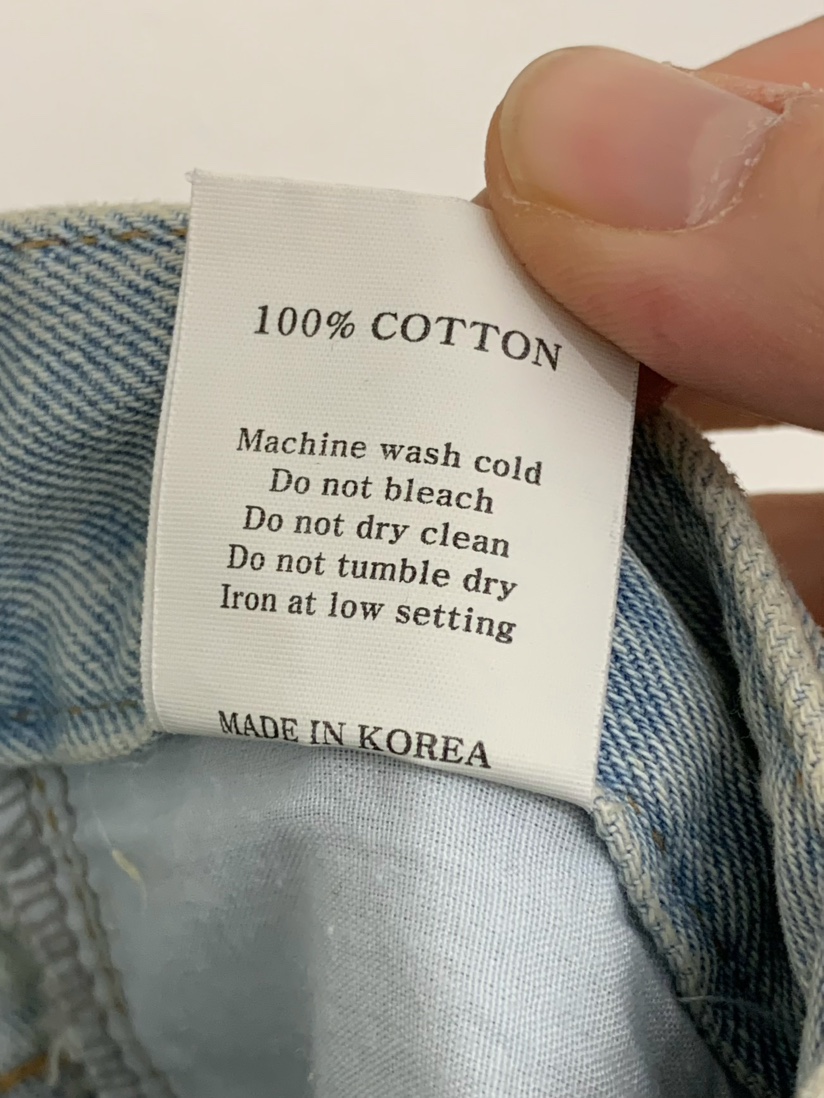 100% COTTON
Machine wash cold
Do not bleach
Do not dry clean
Do not tumble dry
Iron at low setting
MADE IN KOREA